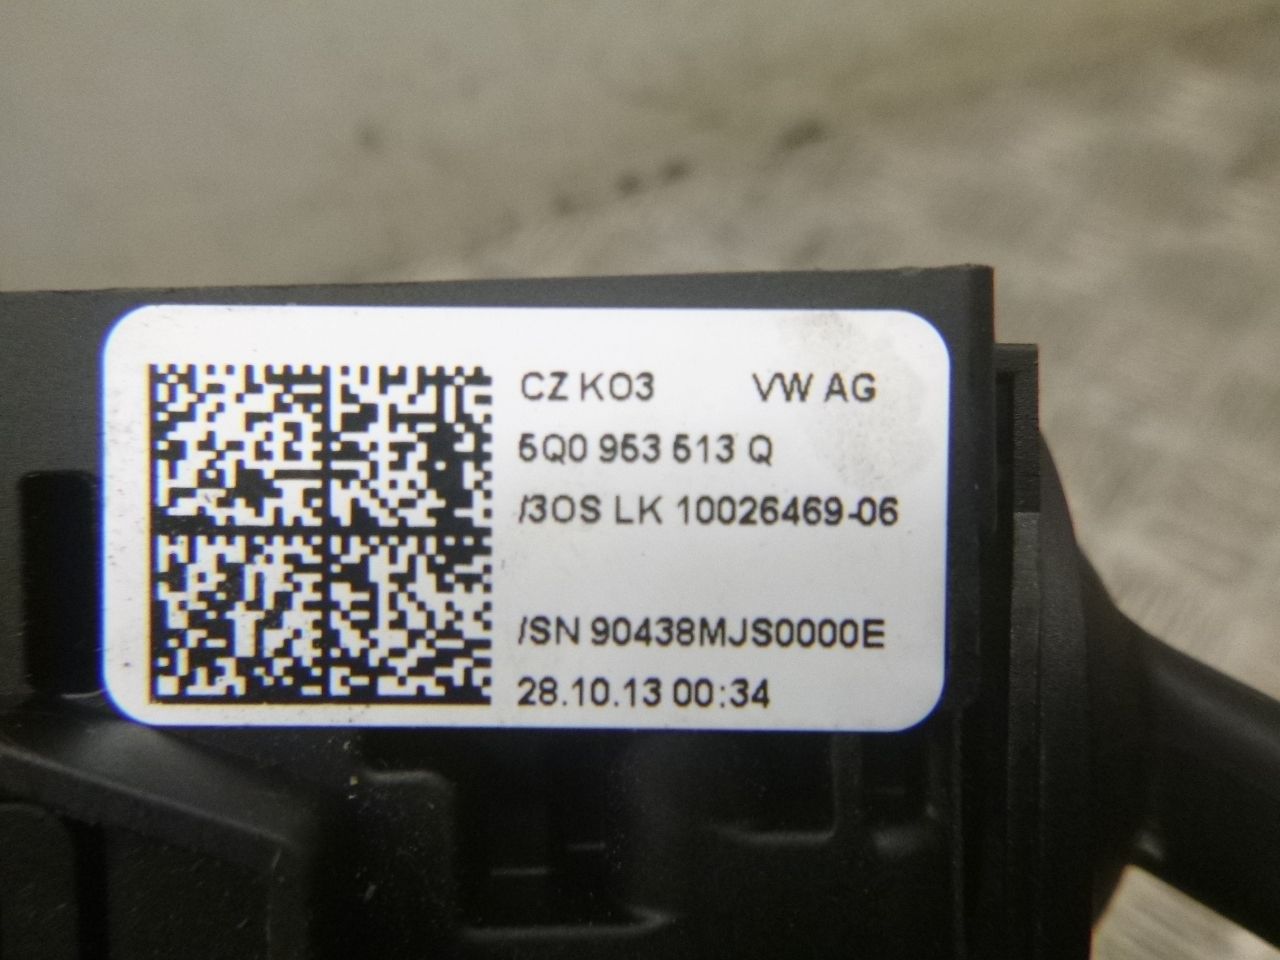 CZ KO3 VW AG
5Q0 953 513 Q
/3OS LK 10026469-06
/SN 90438MJS0000E
28.10.13 00:34